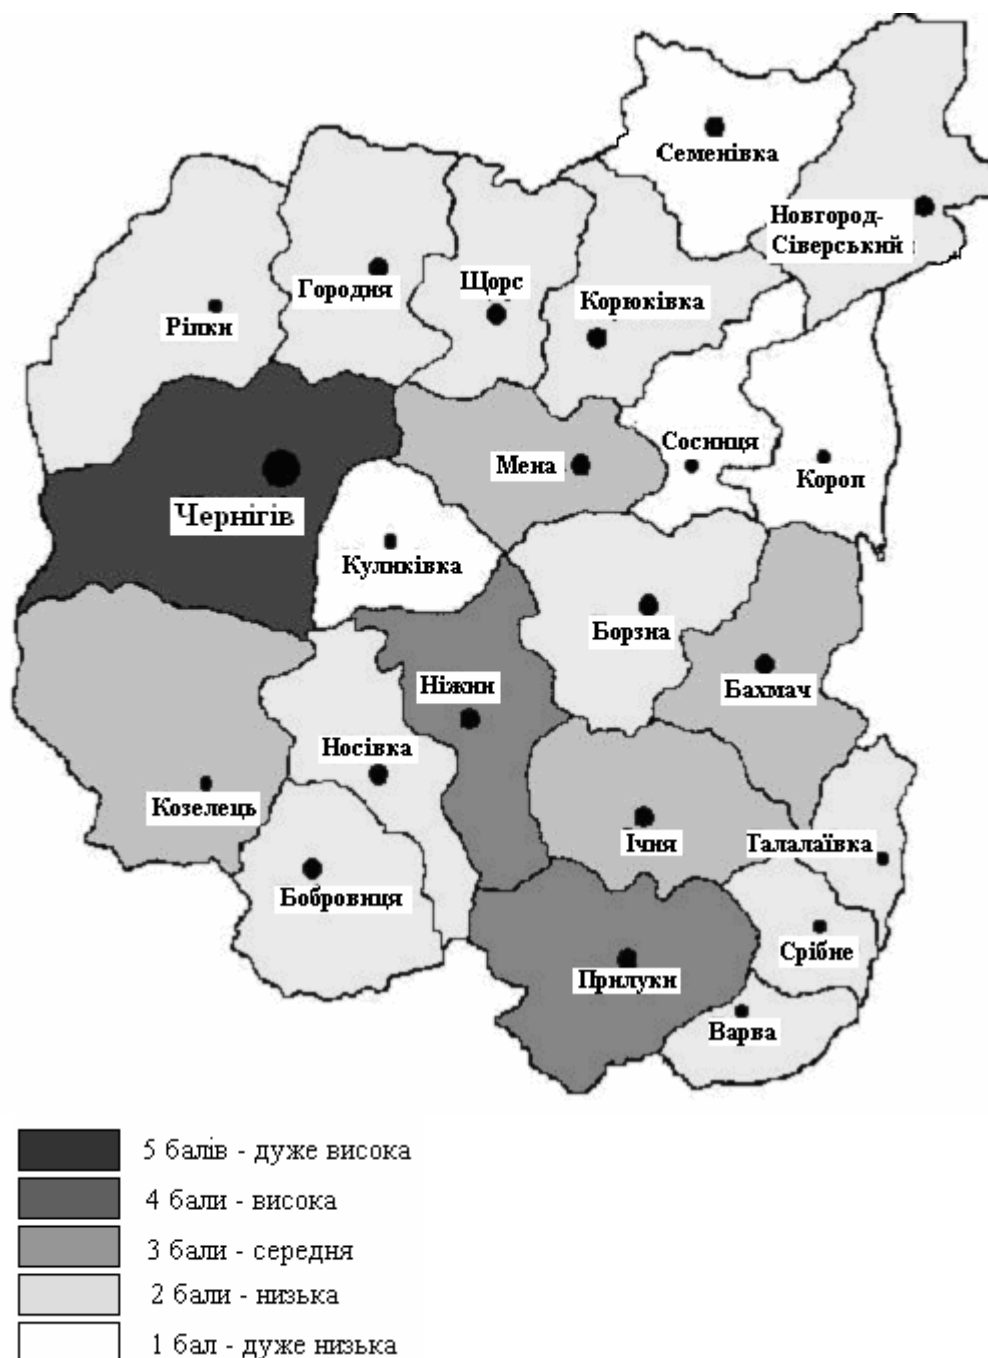 Семенівка
Новгород-
Сіверський
Городня
Щорс
Корюківка
Ріпки
Сосниця
Мена
Короп
Чернігів
Куликівка
Борзна
Ніжин
Бахмач
Носівка
Козелець
Ічня
Талалаївка
Бобровиця
Срібне
Прилуки
Варва
5 балів - дуже висока
4 бали - висока
3 бали - середня
2 бали - низька
1 бал - дуже низька